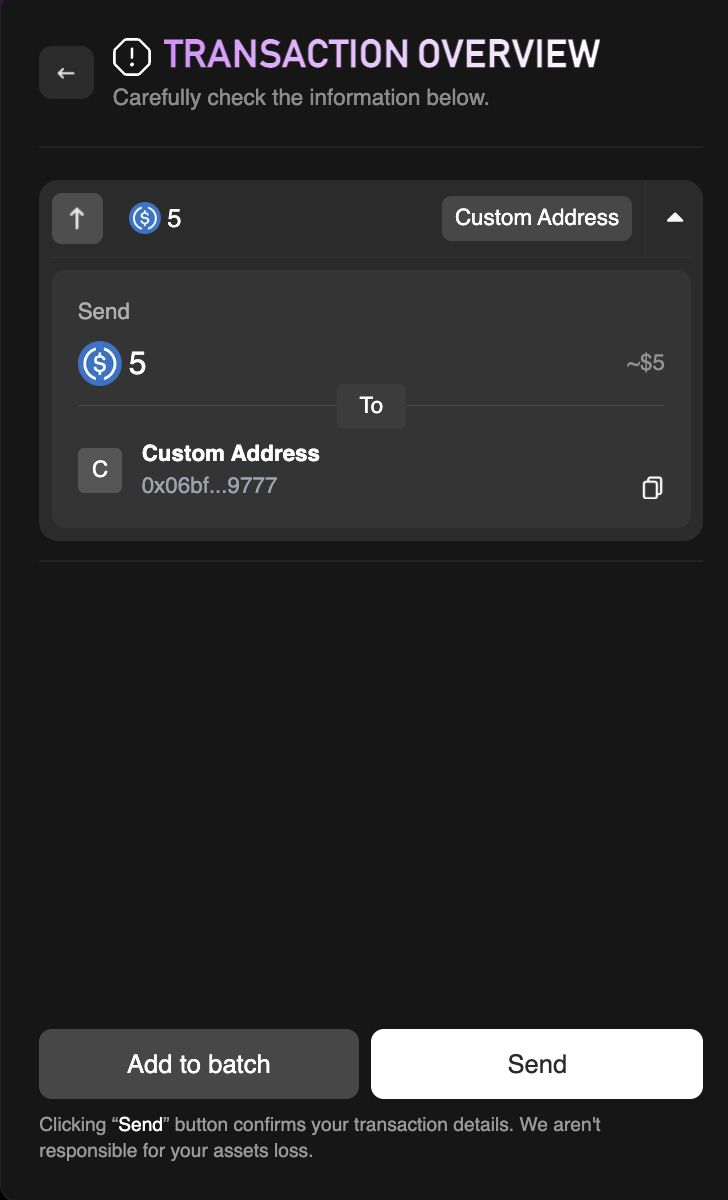 TRANSACTION OVERVIEW
Carefully check the information below.
5
Custom Address
Send
5
~$5
To
C
Custom Address
0x06bf...9777
Add to batch
Send
Clicking “Send” button confirms your transaction details. We aren't
responsible for your assets loss.